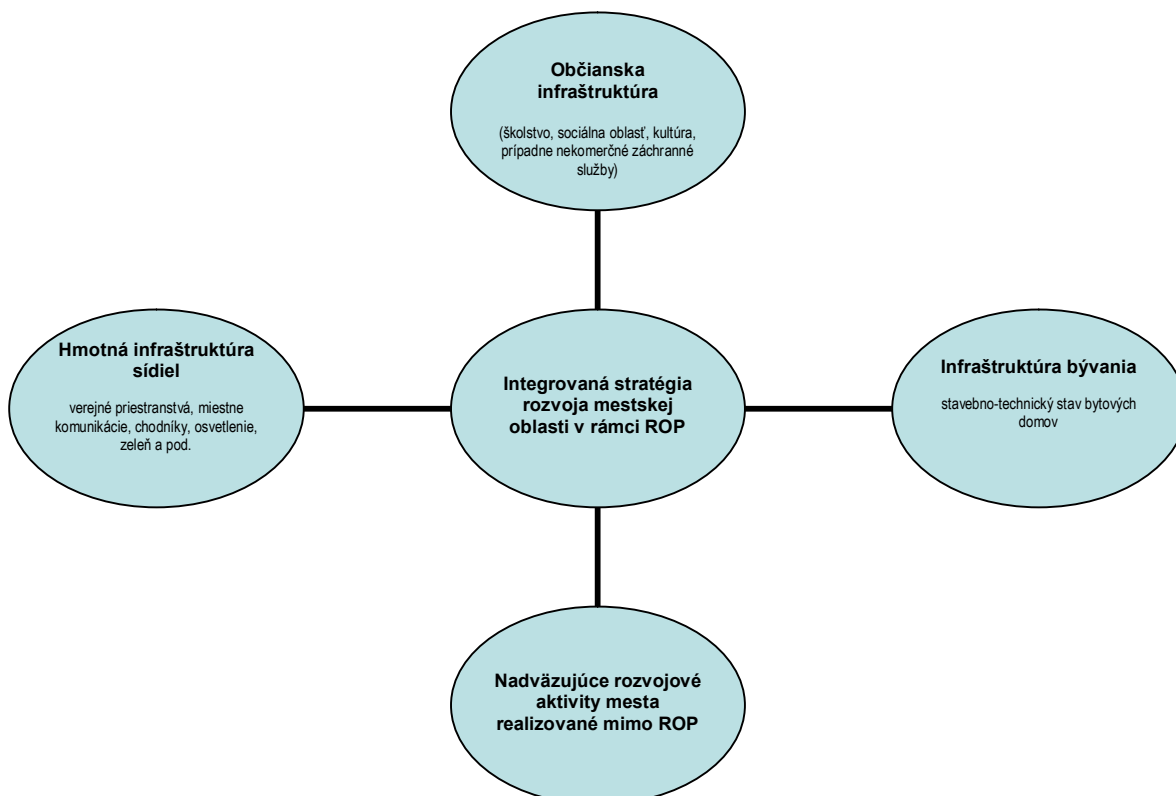 Občianska
infraštruktúra
(školstvo, sociálna oblasť, kultúra,
prípadne nekomerčné záchranné
služby)
Hmotná infraštruktúra
sídiel
verejné priestranstvá, miestne
komunikácie, chodníky, osvetlenie,
zeleň a pod.
Integrovaná stratégia
rozvoja mestskej
oblasti v rámci ROP
Infraštruktúra bývania
stavebno-technický stav bytových
domov
Nadväzujúce rozvojové
aktivity mesta
realizované mimo ROP